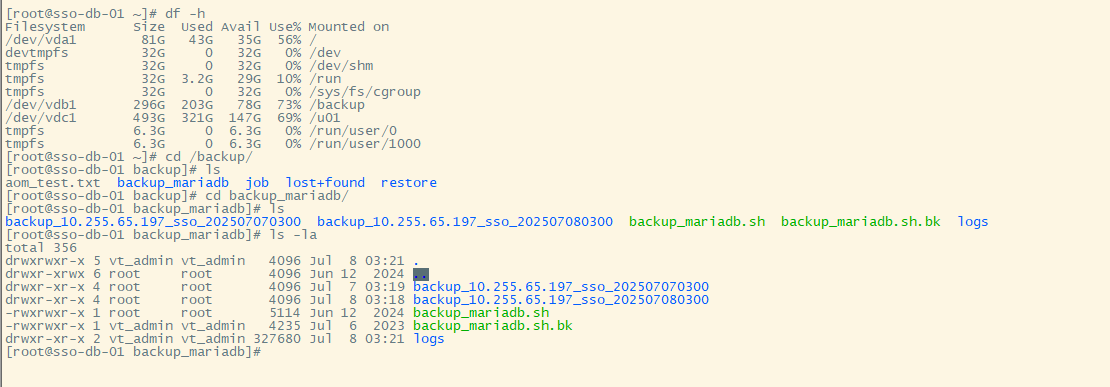 [root@sso-db-01 ~]# df -h
Filesystem      Size  Used Avail Use% Mounted on
/dev/vda1        81G   43G   35G  56% /
devtmpfs         32G     0   32G   0% /dev
tmpfs            32G     0   32G   0% /dev/shm
tmpfs            32G  3.2G   29G  10% /run
tmpfs            32G     0   32G   0% /sys/fs/cgroup
/dev/vdb1       296G  203G   78G  73% /backup
/dev/vdc1       493G  321G  147G  69% /u01
tmpfs           6.3G     0  6.3G   0% /run/user/0
tmpfs           6.3G     0  6.3G   0% /run/user/1000
[root@sso-db-01 ~]# cd /backup/
[root@sso-db-01 backup]# ls
aom_test.txt  backup_mariadb  job  lost+found  restore
[root@sso-db-01 backup]# cd backup_mariadb/
[root@sso-db-01 backup_mariadb]# ls
backup_10.255.65.197_sso_202507070300  backup_10.255.65.197_sso_202507080300  backup_mariadb.sh  backup_mariadb.sh.bk  logs
[root@sso-db-01 backup_mariadb]# ls -la
total 356
drwxrwxr-x 5 vt_admin vt_admin   4096 Jul  8 03:21 .
drwxr-xrwx 6 root     root       4096 Jun 12  2024 ..
drwxr-xr-x 4 root     root       4096 Jul  7 03:19 backup_10.255.65.197_sso_202507070300
drwxr-xr-x 4 root     root       4096 Jul  8 03:18 backup_10.255.65.197_sso_202507080300
-rwxrwxr-x 1 root     root       5114 Jun 12  2024 backup_mariadb.sh
-rwxrwxr-x 1 vt_admin vt_admin   4235 Jul  6  2023 backup_mariadb.sh.bk
drwxr-xr-x 2 vt_admin vt_admin 327680 Jul  8 03:21 logs
[root@sso-db-01 backup_mariadb]#